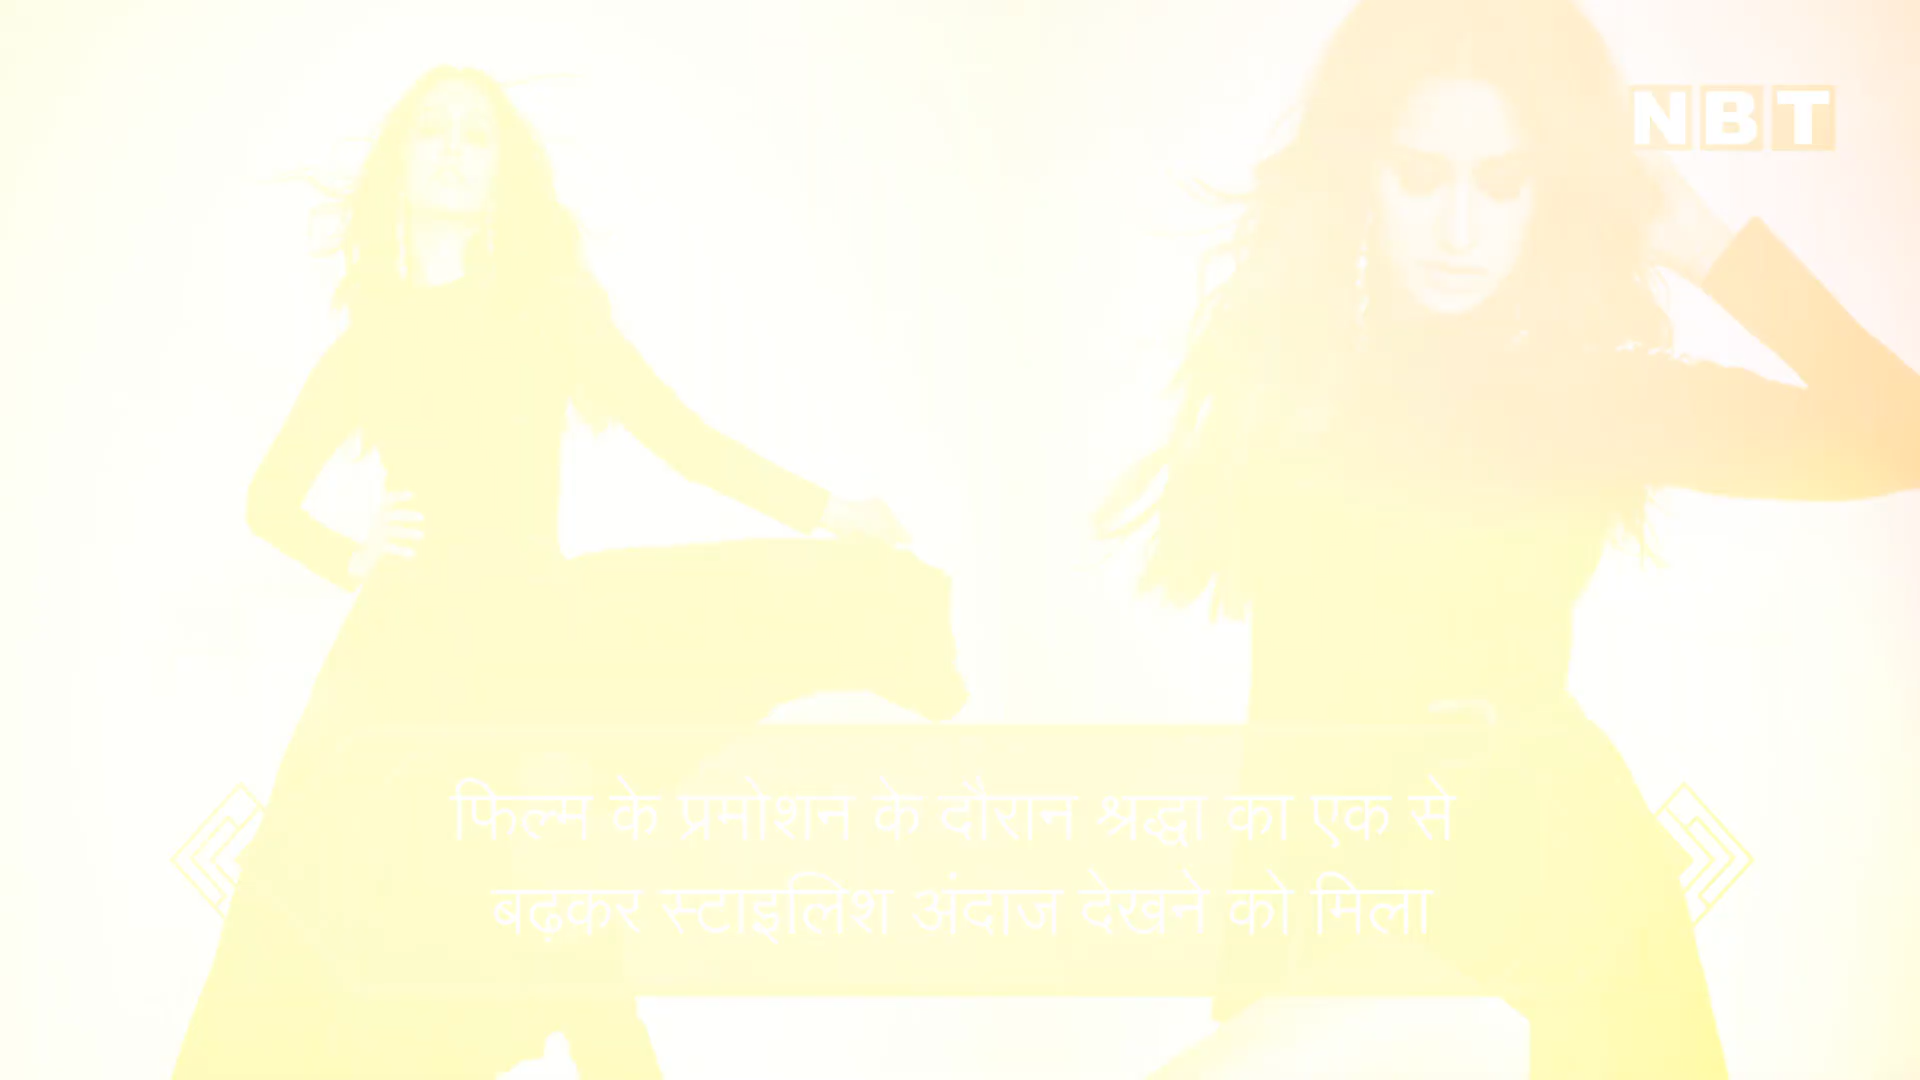 NBT
फिल्म के प्रमोशन के दौरान श्रद्धा का एक से
बढ़कर स्टाइलिश अंदाज देखने को मिला